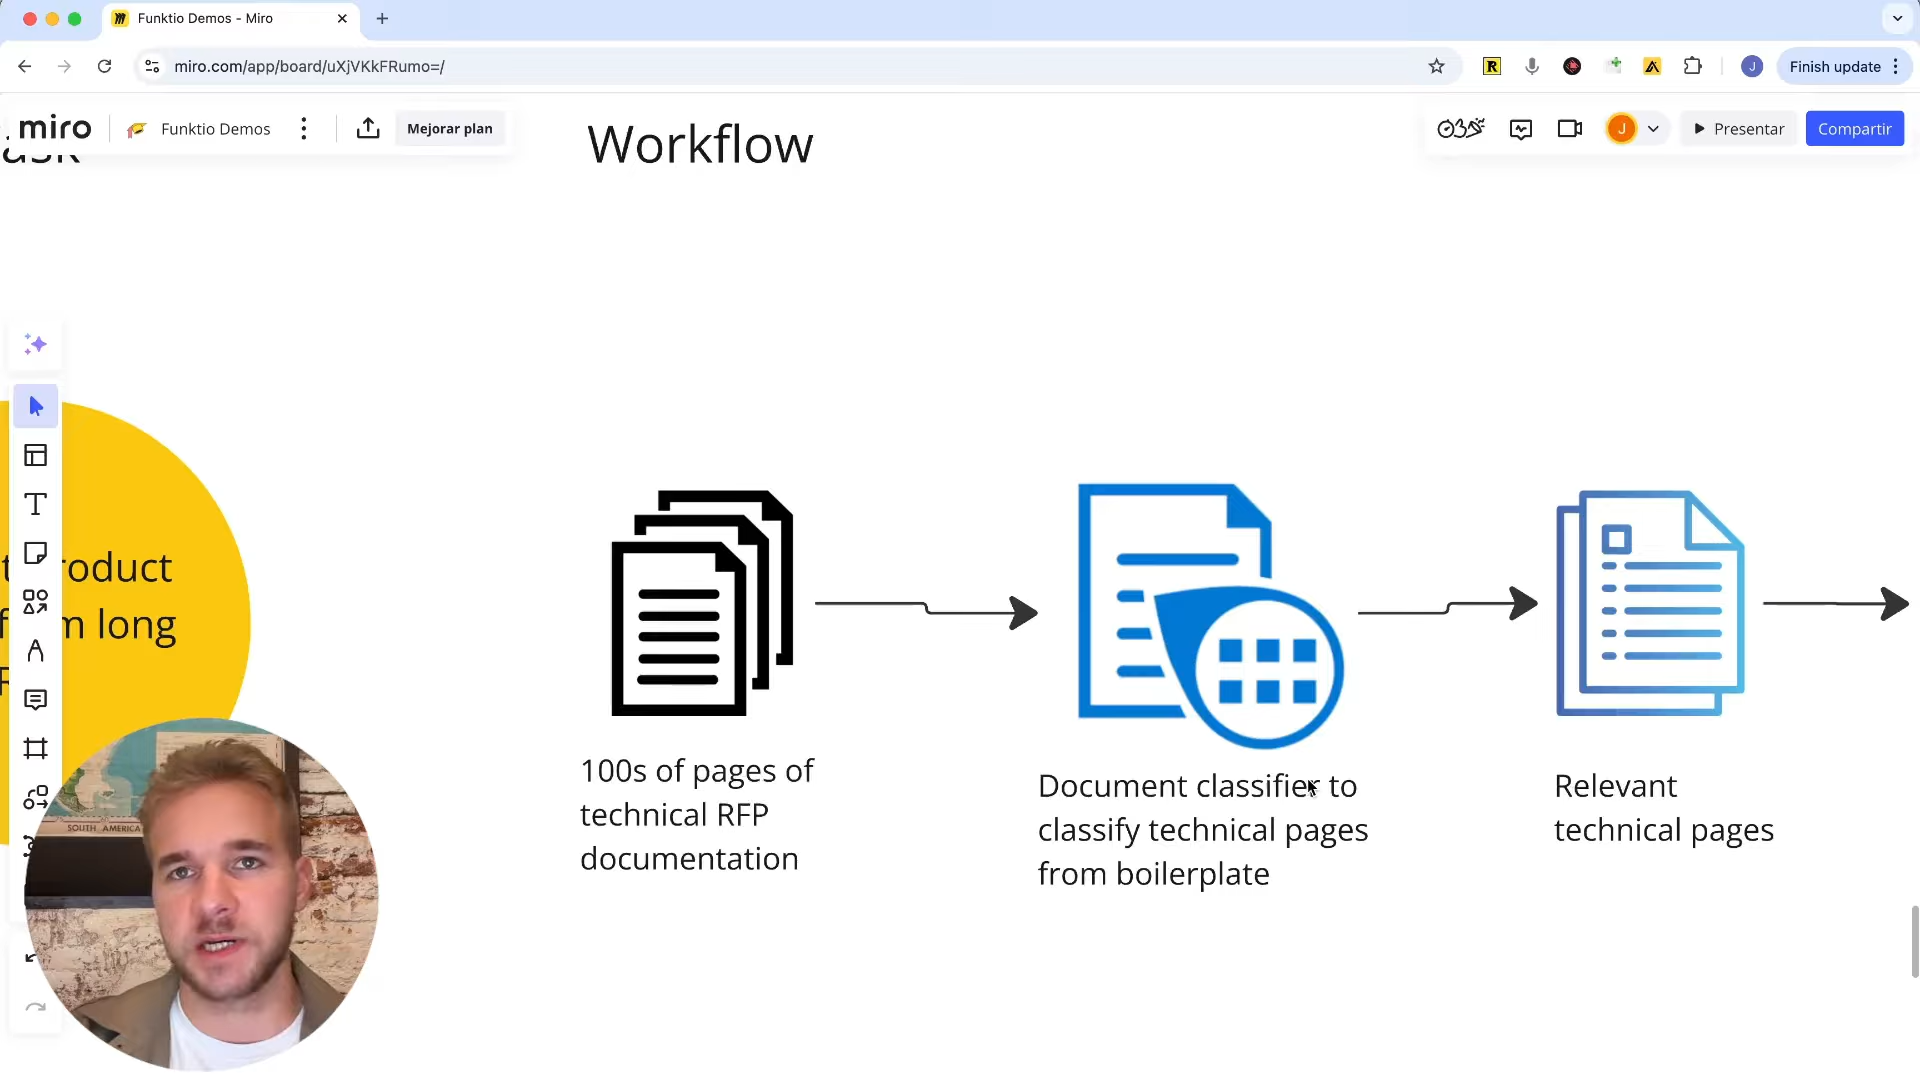 Funktio Demos - Miro
miro.com/app/board/uXjVKkFRumo=/
R
J
Finish update
miro
Funktio Demos
Mejorar plan
Workflow
J
Presentar
Compartir
ask
roduct
m long
R
SOUTH AMERICA
100s of pages of
technical RFP
documentation
Document classifier to
classify technical pages
from boilerplate
Relevant
technical pages